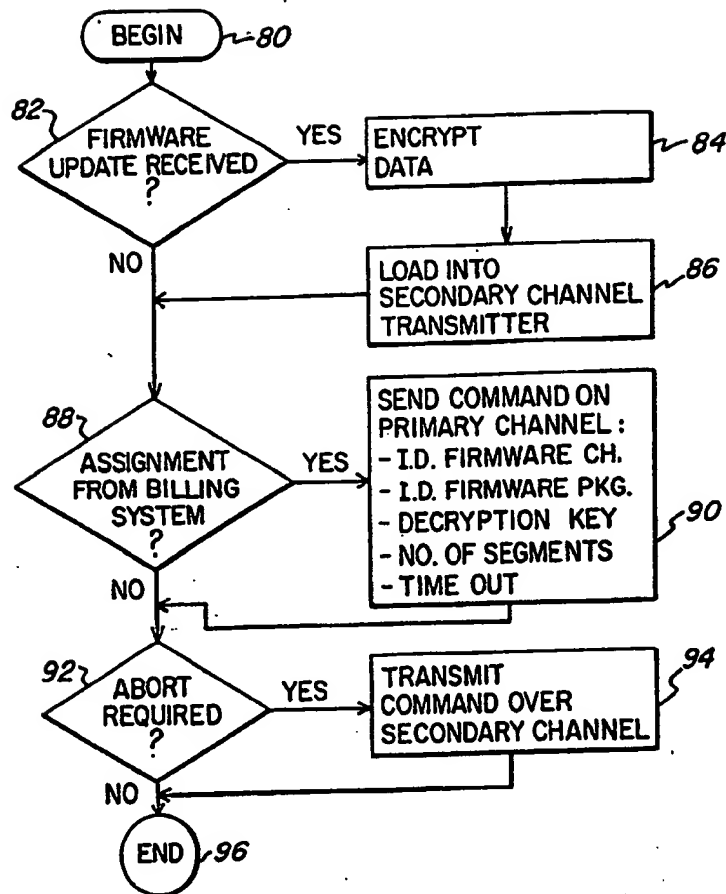 BEGIN
80
82
FIRMWARE
UPDATE RECEIVED
?
YES
ENCRYPT
DATA
84
NO
LOAD INTO
SECONDARY CHANNEL
TRANSMITTER
86
88
ASSIGNMENT
FROM BILLING
SYSTEM
?
YES
SEND COMMAND ON
PRIMARY CHANNEL:
- I.D. FIRMWARE CH.
- I.D. FIRMWARE PKG.
- DECRYPTION KEY
- NO. OF SEGMENTS
- TIME OUT
90
NO
92
ABORT
REQUIRED
?
YES
TRANSMIT
COMMAND OVER
SECONDARY CHANNEL
94
NO
END
96